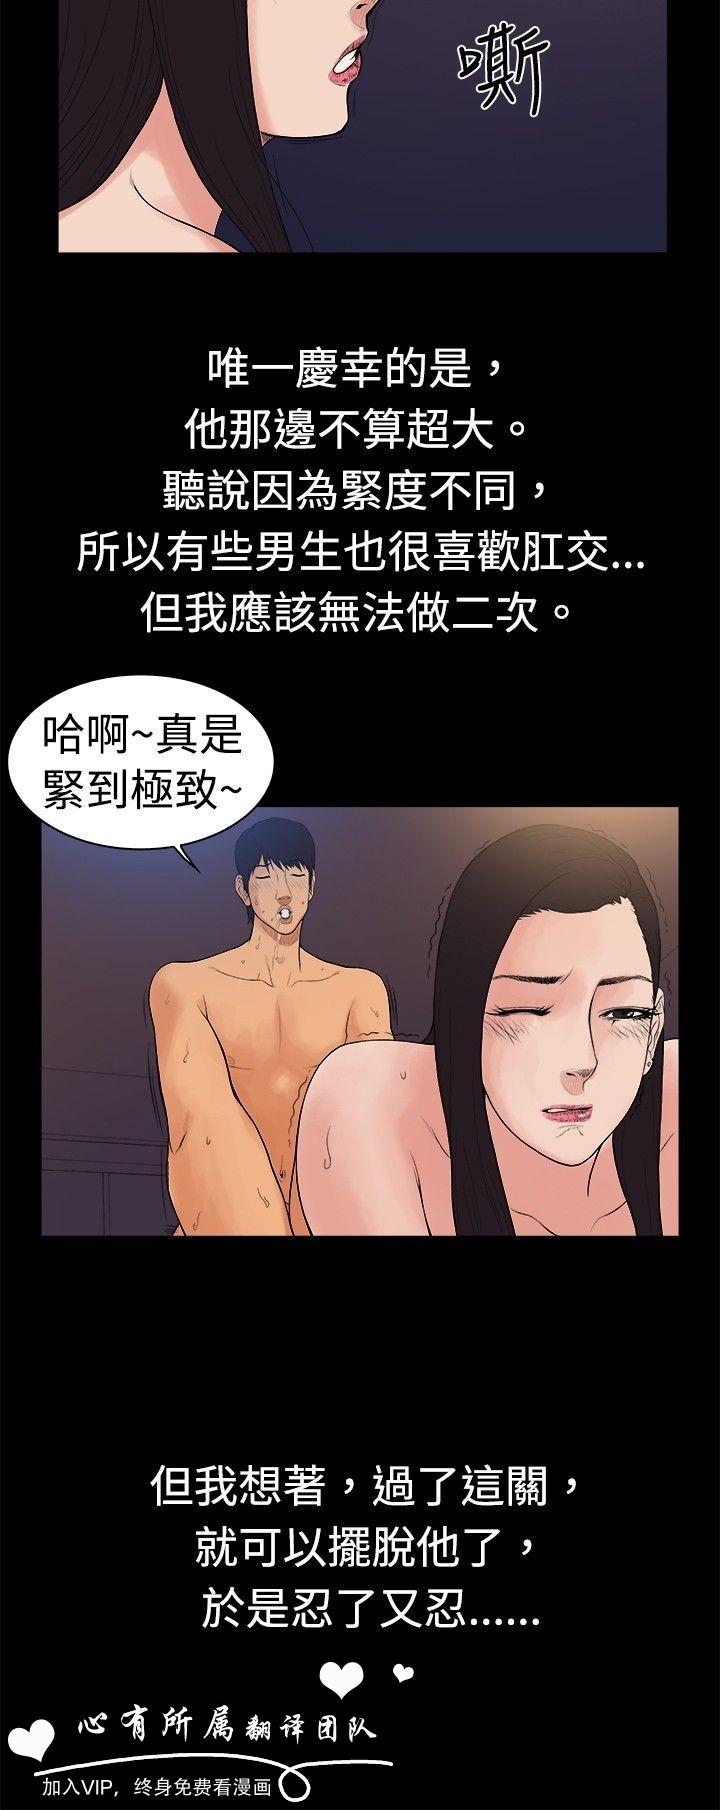 嘶
唯一慶幸的是，
他那邊不算超大。
聽說因為緊度不同，
所以有些男生也很喜歡肛交...
但我應該無法做二次。
哈啊~真是
緊到極致~
但我想著，過了這關，
就可以擺脫他了，
於是忍了又忍......
心有所属翻译团队
加入VIP，终身免费看漫画